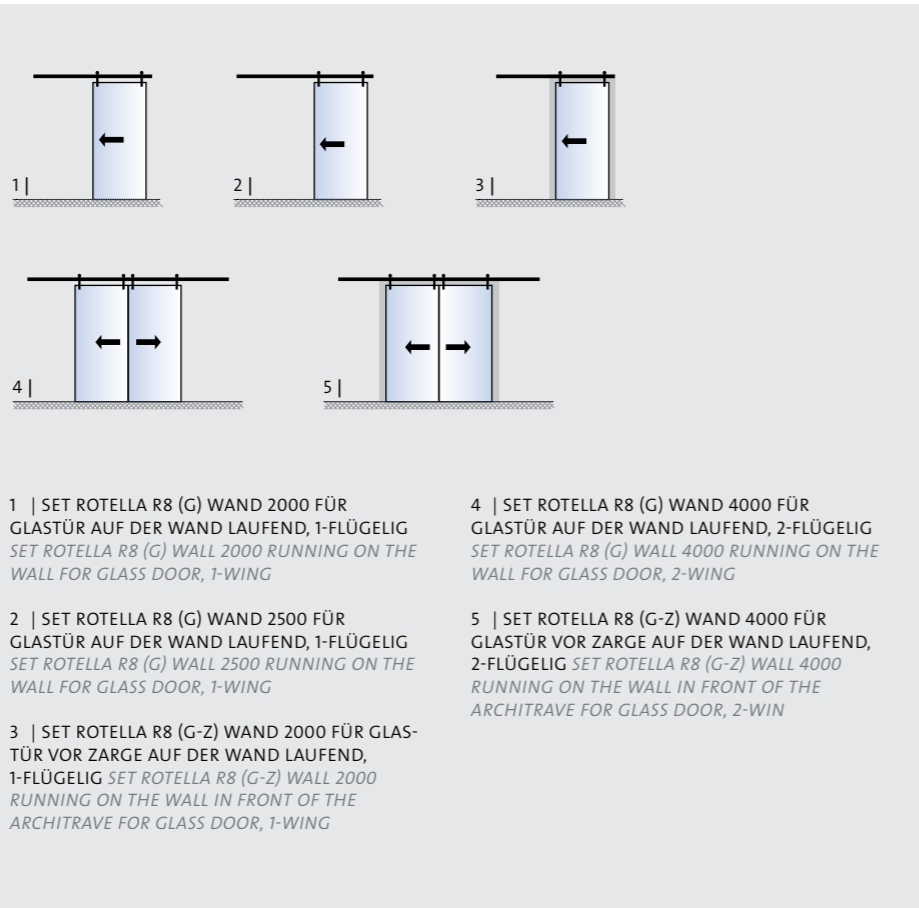 1 |
2 |
3 |
4 |
5 |
1 | SET ROTELLA R8 (G) WAND 2000 FÜR
GLASTÜR AUF DER WAND LAUFEND, 1-FLÜGELIG
SET ROTELLA R8 (G) WALL 2000 RUNNING ON THE
WALL FOR GLASS DOOR, 1-WING
2 | SET ROTELLA R8 (G) WAND 2500 FÜR
GLASTÜR AUF DER WAND LAUFEND, 1-FLÜGELIG
SET ROTELLA R8 (G) WALL 2500 RUNNING ON THE
WALL FOR GLASS DOOR, 1-WING
3 | SET ROTELLA R8 (G-Z) WAND 2000 FÜR GLAS-
TÜR VOR ZARGE AUF DER WAND LAUFEND,
1-FLÜGELIG SET ROTELLA R8 (G-Z) WALL 2000
RUNNING ON THE WALL IN FRONT OF THE
ARCHITRAVE FOR GLASS DOOR, 1-WING
4 | SET ROTELLA R8 (G) WAND 4000 FÜR
GLASTÜR AUF DER WAND LAUFEND, 2-FLÜGELIG
SET ROTELLA R8 (G) WALL 4000 RUNNING ON THE
WALL FOR GLASS DOOR, 2-WING
5 | SET ROTELLA R8 (G-Z) WAND 4000 FÜR
GLASTÜR VOR ZARGE AUF DER WAND LAUFEND,
2-FLÜGELIG SET ROTELLA R8 (G-Z) WALL 4000
RUNNING ON THE WALL IN FRONT OF THE
ARCHITRAVE FOR GLASS DOOR, 2-WIN